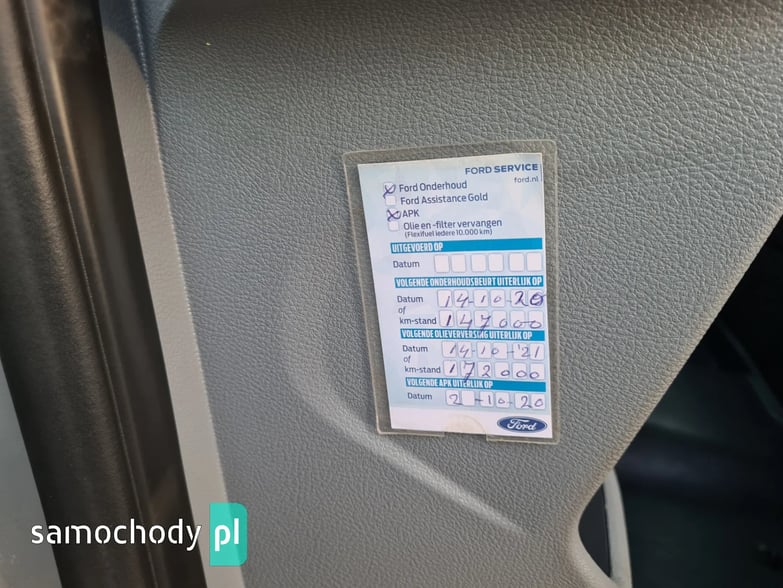 FORD SERVICE
ford.nl
Ford Onderhoud
Ford Assistance Gold
APK
Olie en -filter vervangen
(Flexifuel iedere 10.000 km)
UITGEVOERD OP
Datum
VOLGENDE ONDERHOUDSBEURT UITERLIJK OP
Datum 14-10-20
of
km-stand 147000
VOLGENDE OLIEVERVERSING UITERLIJK OP
Datum 14-10-'21
of
km-stand 172000
VOLGENDE APK UITERLIJK OP
Datum 2 -10-20
Ford
samochody pl